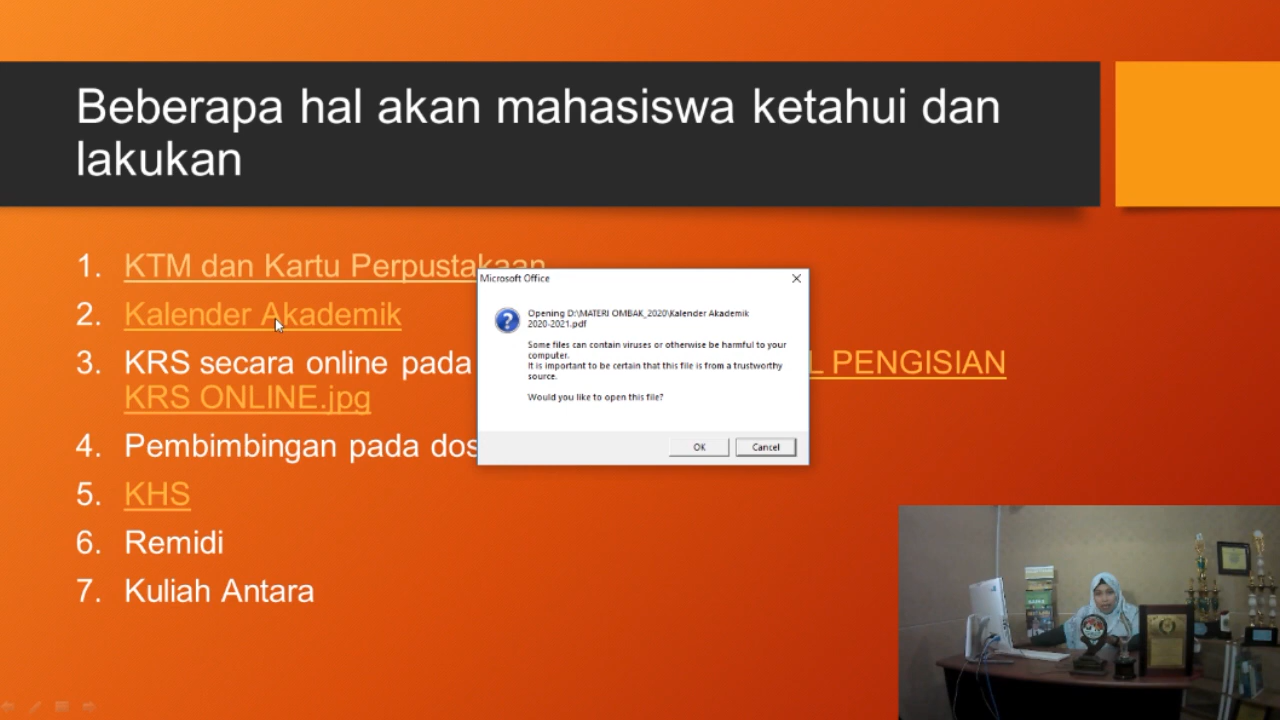 Beberapa hal akan mahasiswa ketahui dan
lakukan
1. KTM dan Kartu Perpustakaan
2. Kalender Akademik
3. KRS secara online pada
L PENGISIAN
KRS ONLINE.jpg
4. Pembimbingan pada dos
5. KHS
6. Remidi
7. Kuliah Antara
Microsoft Office
Opening D:\MATERI OMBAK_2020\Kalender Akademik
2020-2021.pdf
Some files can contain viruses or otherwise be harmful to your
computer.
It is important to be certain that this file is from a trustworthy
source.
Would you like to open this file?
OK
Cancel